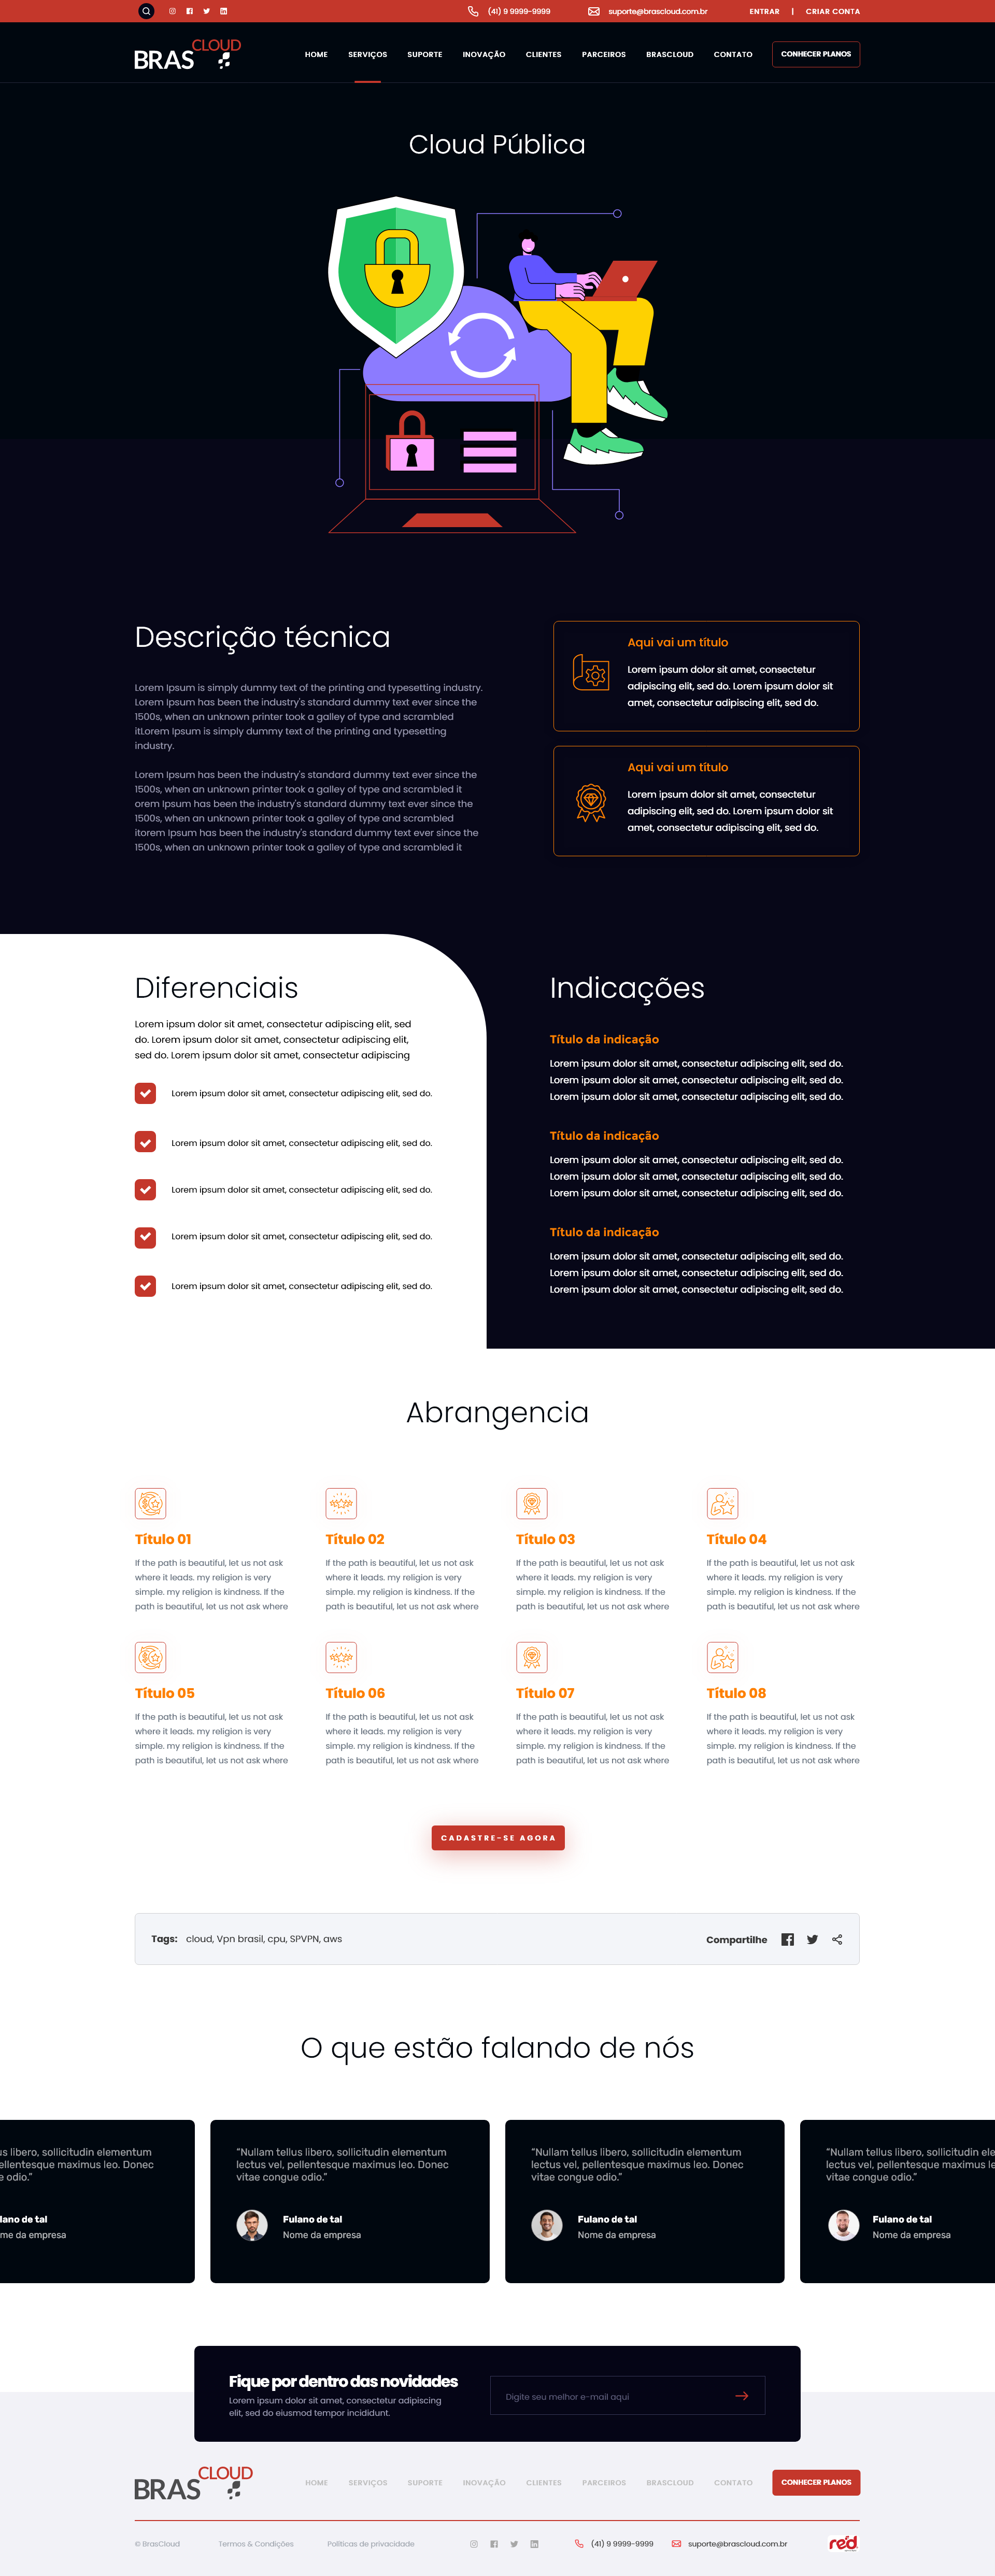 (41) 9 9999-9999
suporte@brascloud.com.br
ENTRAR | CRIAR CONTA
BRASCLOUD
HOME SERVIÇOS SUPORTE INOVAÇÃO CLIENTES PARCEIROS BRASCLOUD CONTATO
CONHECER PLANOS
Cloud Pública
Descrição técnica
Lorem Ipsum is simply dummy text of the printing and typesetting industry.
Lorem Ipsum has been the industry's standard dummy text ever since the
1500s, when an unknown printer took a galley of type and scrambled
itLorem Ipsum is simply dummy text of the printing and typesetting
industry.
Lorem Ipsum has been the industry's standard dummy text ever since the
1500s, when an unknown printer took a galley of type and scrambled it
orem Ipsum has been the industry's standard dummy text ever since the
1500s, when an unknown printer took a galley of type and scrambled
itorem Ipsum has been the industry's standard dummy text ever since the
1500s, when an unknown printer took a galley of type and scrambled it
Aqui vai um título
Lorem ipsum dolor sit amet, consectetur
adipiscing elit, sed do. Lorem ipsum dolor sit
amet, consectetur adipiscing elit, sed do.
Aqui vai um título
Lorem ipsum dolor sit amet, consectetur
adipiscing elit, sed do. Lorem ipsum dolor sit
amet, consectetur adipiscing elit, sed do.
Diferenciais
Lorem ipsum dolor sit amet, consectetur adipiscing elit, sed
do. Lorem ipsum dolor sit amet, consectetur adipiscing elit,
sed do. Lorem ipsum dolor sit amet, consectetur adipiscing
Lorem ipsum dolor sit amet, consectetur adipiscing elit, sed do.
Lorem ipsum dolor sit amet, consectetur adipiscing elit, sed do.
Lorem ipsum dolor sit amet, consectetur adipiscing elit, sed do.
Lorem ipsum dolor sit amet, consectetur adipiscing elit, sed do.
Lorem ipsum dolor sit amet, consectetur adipiscing elit, sed do.
Indicações
Título da indicação
Lorem ipsum dolor sit amet, consectetur adipiscing elit, sed do.
Lorem ipsum dolor sit amet, consectetur adipiscing elit, sed do.
Lorem ipsum dolor sit amet, consectetur adipiscing elit, sed do.
Título da indicação
Lorem ipsum dolor sit amet, consectetur adipiscing elit, sed do.
Lorem ipsum dolor sit amet, consectetur adipiscing elit, sed do.
Lorem ipsum dolor sit amet, consectetur adipiscing elit, sed do.
Título da indicação
Lorem ipsum dolor sit amet, consectetur adipiscing elit, sed do.
Lorem ipsum dolor sit amet, consectetur adipiscing elit, sed do.
Lorem ipsum dolor sit amet, consectetur adipiscing elit, sed do.
Abrangencia
Título 01
If the path is beautiful, let us not ask
where it leads. my religion is very
simple. my religion is kindness. If the
path is beautiful, let us not ask where
Título 02
If the path is beautiful, let us not ask
where it leads. my religion is very
simple. my religion is kindness. If the
path is beautiful, let us not ask where
Título 03
If the path is beautiful, let us not ask
where it leads. my religion is very
simple. my religion is kindness. If the
path is beautiful, let us not ask where
Título 04
If the path is beautiful, let us not ask
where it leads. my religion is very
simple. my religion is kindness. If the
path is beautiful, let us not ask where
Título 05
If the path is beautiful, let us not ask
where it leads. my religion is very
simple. my religion is kindness. If the
path is beautiful, let us not ask where
Título 06
If the path is beautiful, let us not ask
where it leads. my religion is very
simple. my religion is kindness. If the
path is beautiful, let us not ask where
Título 07
If the path is beautiful, let us not ask
where it leads. my religion is very
simple. my religion is kindness. If the
path is beautiful, let us not ask where
Título 08
If the path is beautiful, let us not ask
where it leads. my religion is very
simple. my religion is kindness. If the
path is beautiful, let us not ask where
CADASTRE-SE AGORA
Tags: cloud, Vpn brasil, cpu, SPVPN, aws
Compartilhe
O que estão falando de nós
us libero, sollicitudin elementum
ellentesque maximus leo. Donec
e odio."
lano de tal
me da empresa
"Nullam tellus libero, sollicitudin elementum
lectus vel, pellentesque maximus leo. Donec
vitae congue odio."
Fulano de tal
Nome da empresa
"Nullam tellus libero, sollicitudin elementum
lectus vel, pellentesque maximus leo. Donec
vitae congue odio."
Fulano de tal
Nome da empresa
"Nullam tellus libero, sollicitudin ele
lectus vel, pellentesque maximus le
vitae congue odio."
Fulano de tal
Nome da empresa
Fique por dentro das novidades
Lorem ipsum dolor sit amet, consectetur adipiscing
elit, sed do eiusmod tempor incididunt.
Digite seu melhor e-mail aqui
BRASCLOUD
HOME SERVIÇOS SUPORTE INOVAÇÃO CLIENTES PARCEIROS BRASCLOUD CONTATO
CONHECER PLANOS
© BrasCloud
Termos & Condições
Políticas de privacidade
(41) 9 9999-9999
suporte@brascloud.com.br
red